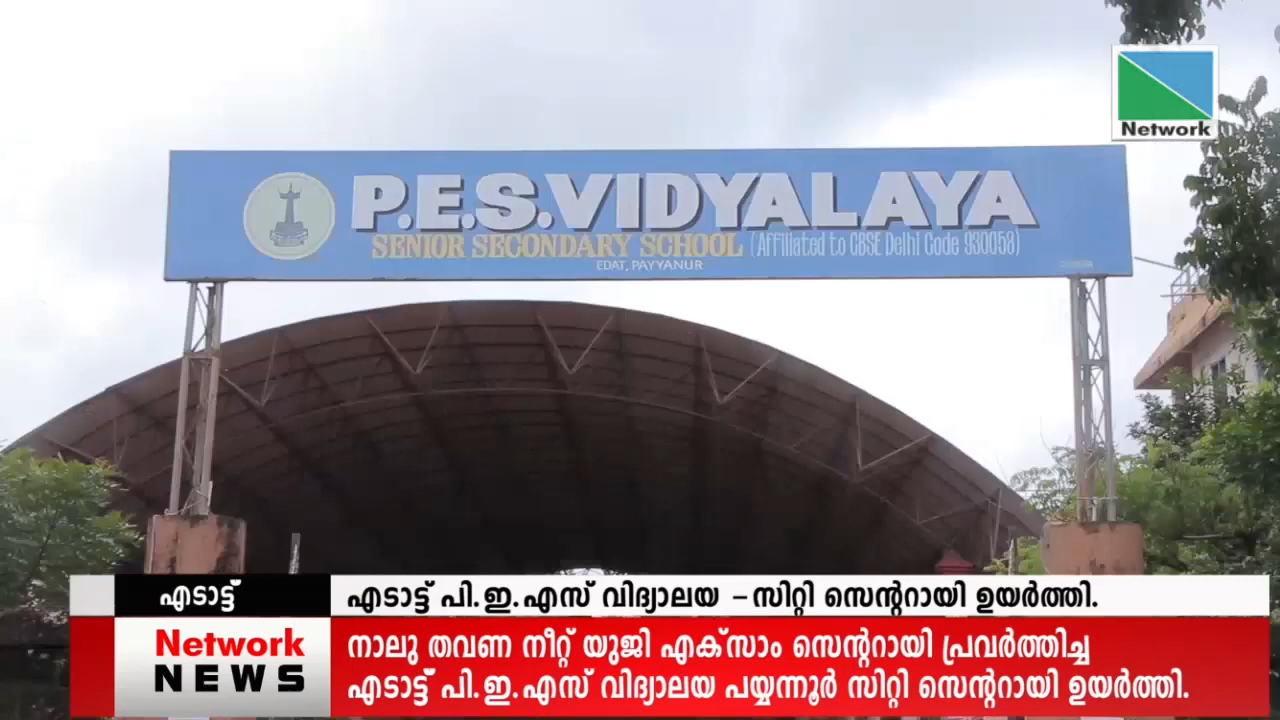 Network
P.E.S.VIDYALAYA
SENIOR SECONDARY SCHOOL (Affiliated to CBSE Delhi Code 930058)
EDAT, PAYYANUR
എടാട്ട്
എടാട്ട് പി.ഇ.എസ് വിദ്യാലയ – സിറ്റി സെന്ററായി ഉയർത്തി.
Network
NEWS
നാലു തവണ നീറ്റ് യുജി എക്സാം സെന്ററായി പ്രവർത്തിച്ച
എടാട്ട് പി.ഇ.എസ് വിദ്യാലയ പയ്യന്നൂർ സിറ്റി സെന്ററായി ഉയർത്തി.